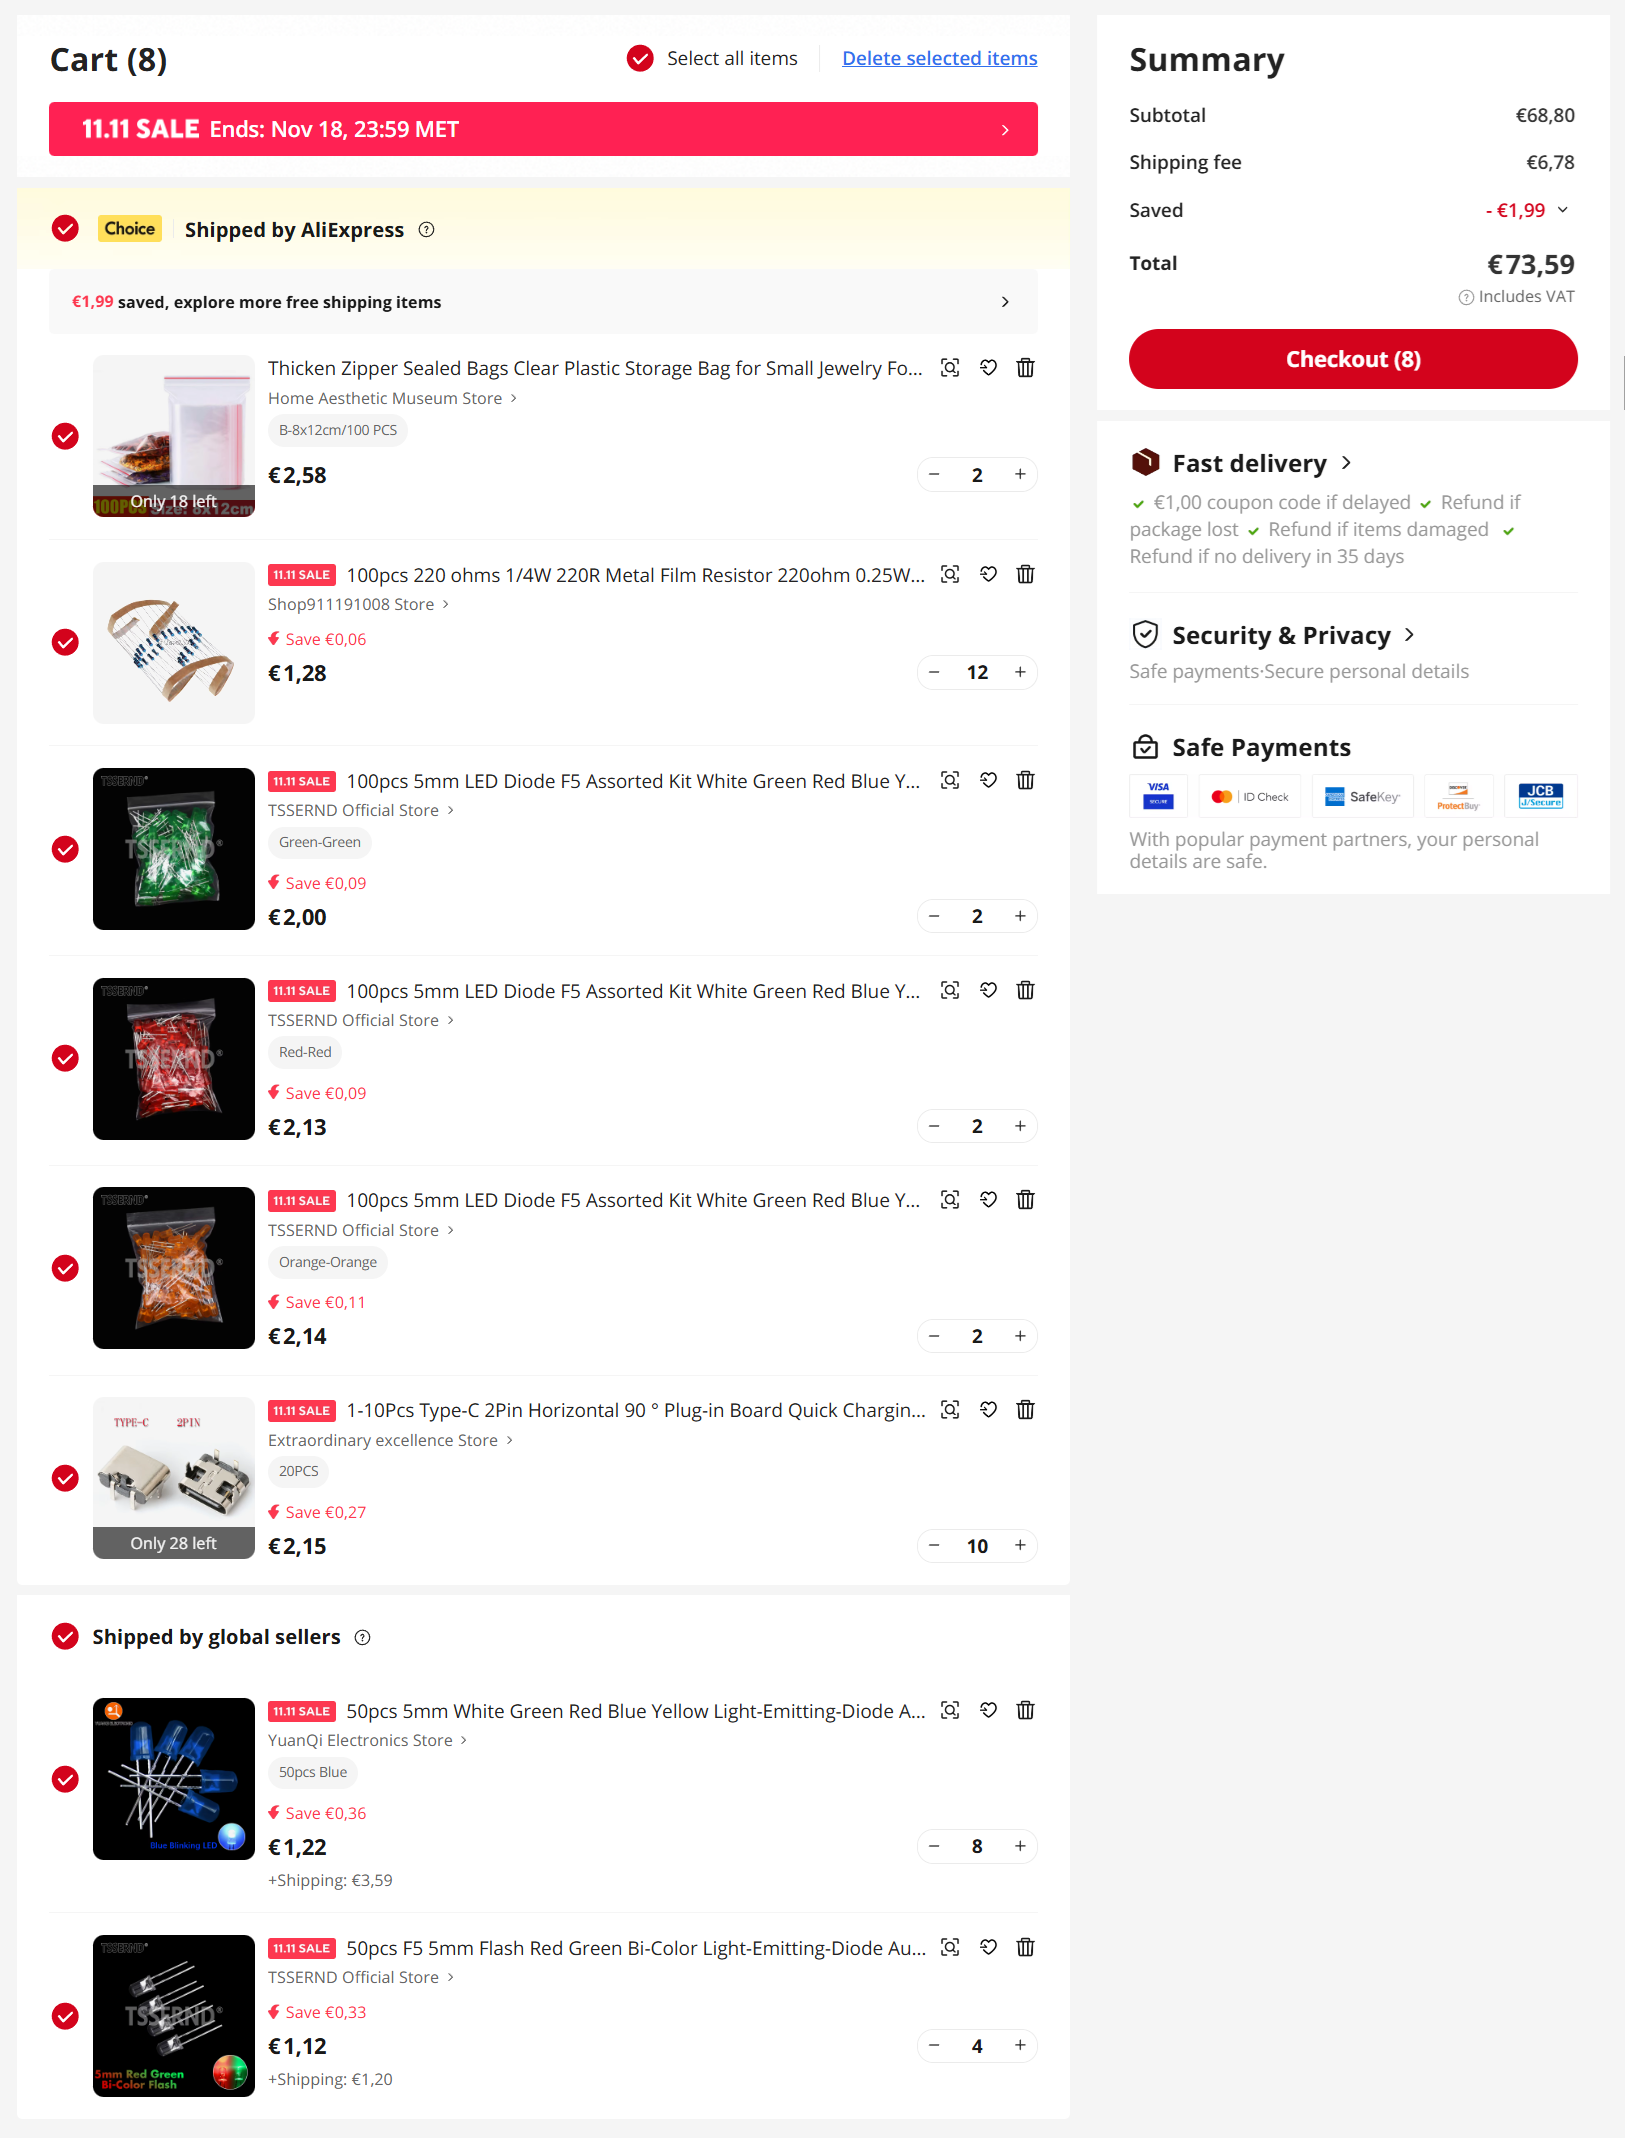 Cart (8)
Select all items
Delete selected items
11.11 SALE Ends: Nov 18, 23:59 MET
Choice
Shipped by AliExpress
€1,99 saved, explore more free shipping items
Thicken Zipper Sealed Bags Clear Plastic Storage Bag for Small Jewelry Fo...
Home Aesthetic Museum Store
B-8x12cm/100 PCS
€2,58
2
100PCS Size: 8x12cm
Only 18 left
11.11 SALE 100pcs 220 ohms 1/4W 220R Metal Film Resistor 220ohm 0.25W...
Shop911191008 Store
Save €0,06
€1,28
12
TSSERND®
TSSERND®
11.11 SALE 100pcs 5mm LED Diode F5 Assorted Kit White Green Red Blue Y...
TSSERND Official Store
Green-Green
Save €0,09
€2,00
2
TSSERND®
TSSERND®
11.11 SALE 100pcs 5mm LED Diode F5 Assorted Kit White Green Red Blue Y...
TSSERND Official Store
Red-Red
Save €0,09
€2,13
2
TSSERND®
TSSERND®
11.11 SALE 100pcs 5mm LED Diode F5 Assorted Kit White Green Red Blue Y...
TSSERND Official Store
Orange-Orange
Save €0,11
€2,14
2
TYPE-C 2PIN
Only 28 left
11.11 SALE 1-10Pcs Type-C 2Pin Horizontal 90 ° Plug-in Board Quick Chargin...
Extraordinary excellence Store
20PCS
Save €0,27
€2,15
10
Shipped by global sellers
Blue Blinking LED
11.11 SALE 50pcs 5mm White Green Red Blue Yellow Light-Emitting-Diode A...
YuanQi Electronics Store
50pcs Blue
Save €0,36
€1,22
8
+Shipping: €3,59
TSSERND®
TSSERND®
5mm Red Green
Bi-Color Flash
11.11 SALE 50pcs F5 5mm Flash Red Green Bi-Color Light-Emitting-Diode Au...
TSSERND Official Store
Save €0,33
€1,12
4
+Shipping: €1,20
Summary
Subtotal €68,80
Shipping fee €6,78
Saved - €1,99
Total €73,59
Includes VAT
Checkout (8)
Fast delivery
€1,00 coupon code if delayed Refund if
package lost Refund if items damaged
Refund if no delivery in 35 days
Security & Privacy
Safe payments·Secure personal details
Safe Payments
VISA
SECURE
ID Check
SafeKey
DISCOVER
ProtectBuy
JCB
J/Secure
With popular payment partners, your personal
details are safe.